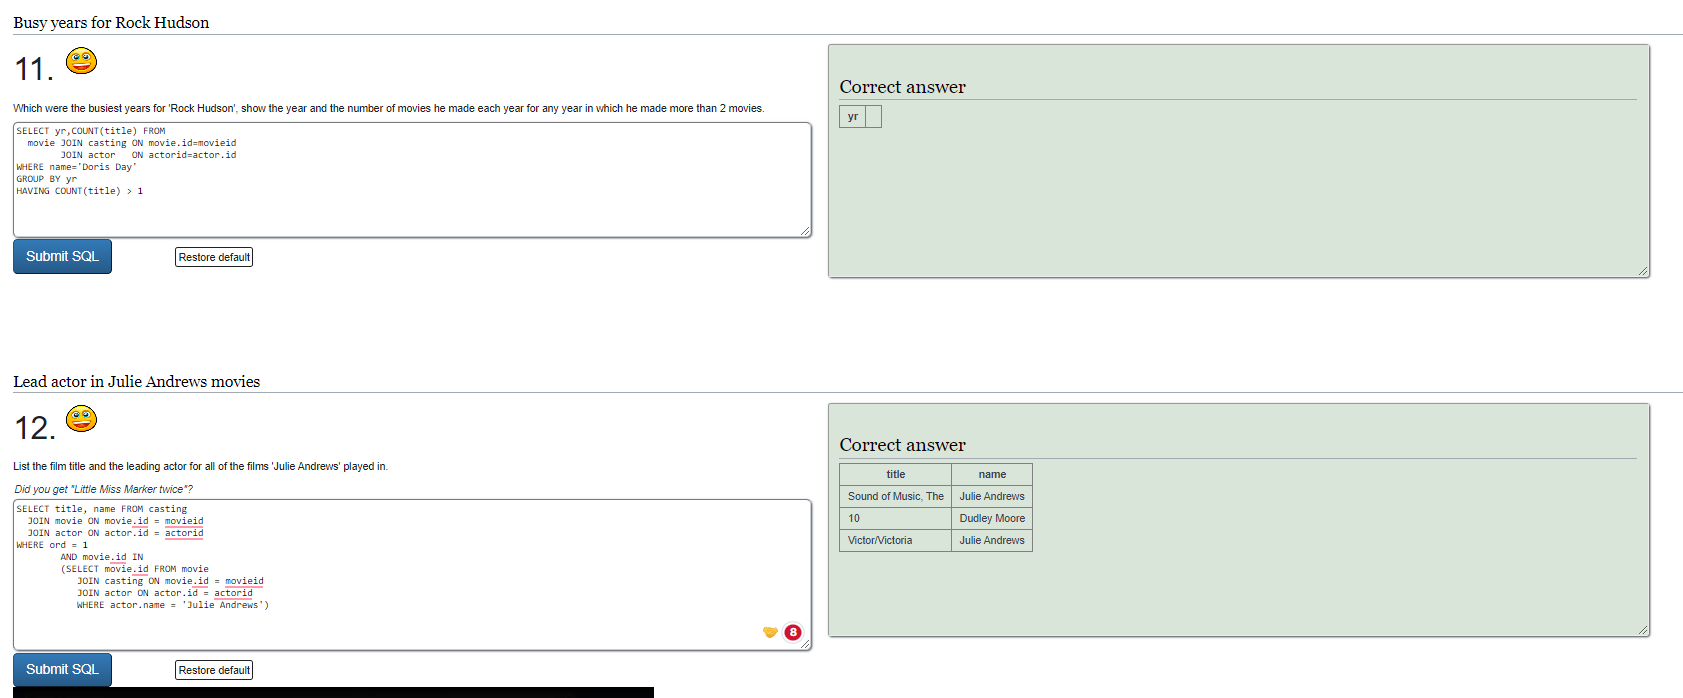 Busy years for Rock Hudson
11.
Which were the busiest years for 'Rock Hudson', show the year and the number of movies he made each year for any year in which he made more than 2 movies.
SELECT yr,COUNT(title) FROM
movie JOIN casting ON movie.id=movieid
JOIN actor ON actorid=actor.id
WHERE name='Doris Day'
GROUP BY yr
HAVING COUNT(title) > 1
Submit SQL
Restore default
Correct answer
yr
Lead actor in Julie Andrews movies
12.
List the film title and the leading actor for all of the films 'Julie Andrews' played in.
Did you get "Little Miss Marker twice"?
SELECT title, name FROM casting
JOIN movie ON movie.id = movieid
JOIN actor ON actor.id = actorid
WHERE ord = 1
AND movie.id IN
(SELECT movie.id FROM movie
JOIN casting ON movie.id = movieid
JOIN actor ON actor.id = actorid
WHERE actor.name = 'Julie Andrews')
8
Submit SQL
Restore default
Correct answer
title name
Sound of Music, The Julie Andrews
10 Dudley Moore
Victor/Victoria Julie Andrews